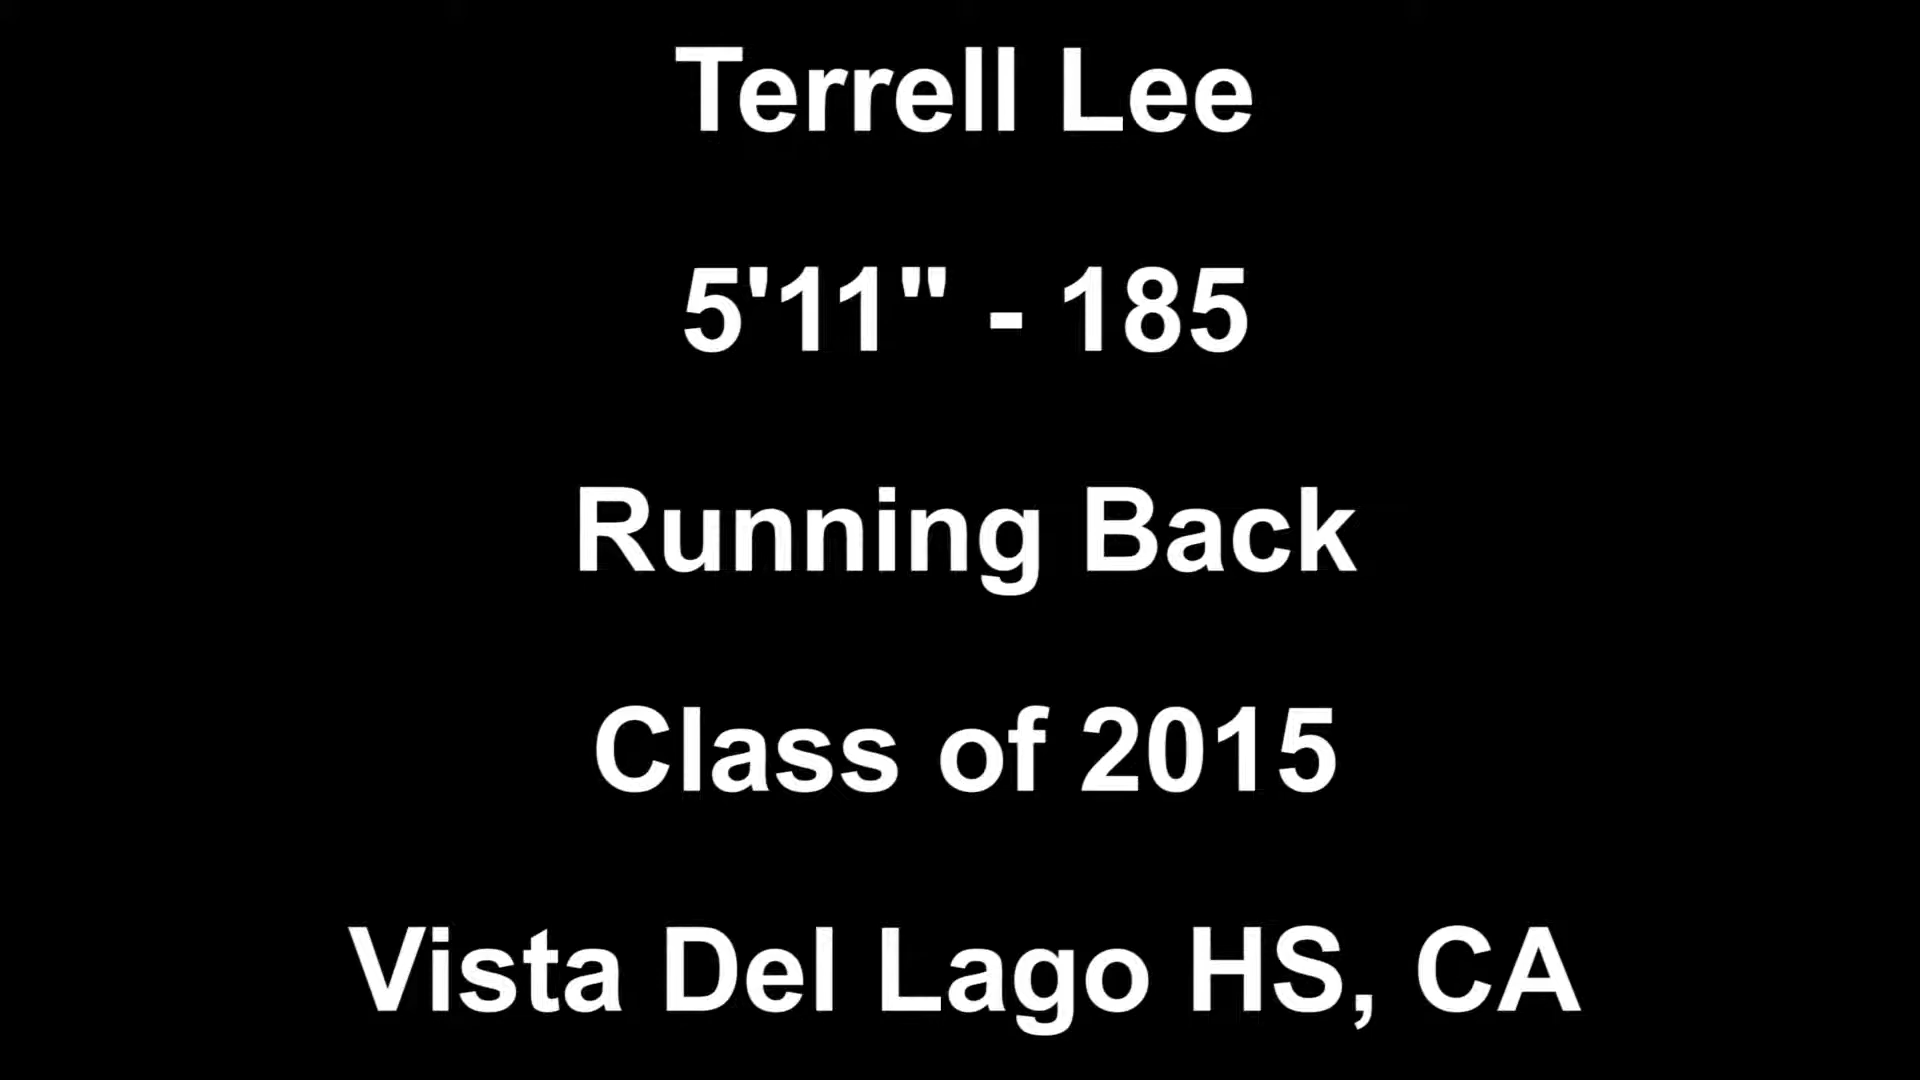 Terrell Lee
5'11" - 185
Running Back
Class of 2015
Vista Del Lago HS, CA